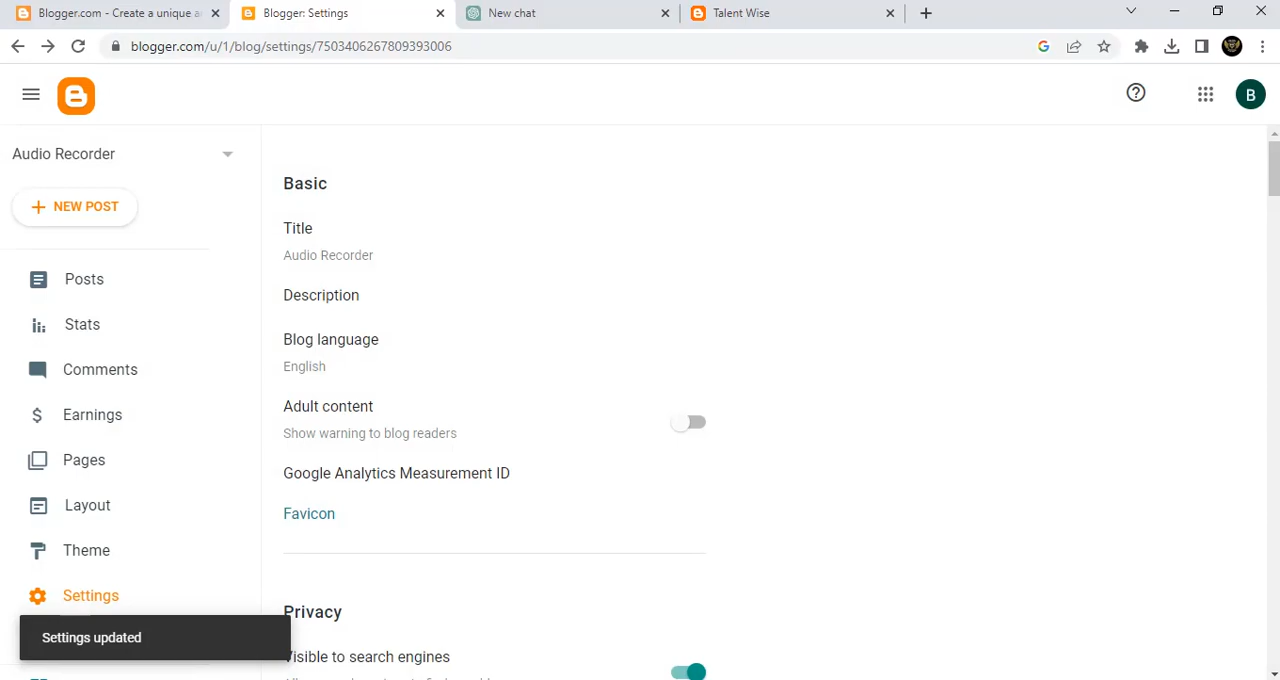 Blogger.com - Create a unique a
Blogger: Settings
New chat
Talent Wise
blogger.com/u/1/blog/settings/7503406267809393006
B
Audio Recorder
NEW POST
Posts
Stats
Comments
Earnings
Pages
Layout
Theme
Settings
Settings updated
Basic
Title
Audio Recorder
Description
Blog language
English
Adult content
Show warning to blog readers
Google Analytics Measurement ID
Favicon
Privacy
Visible to search engines